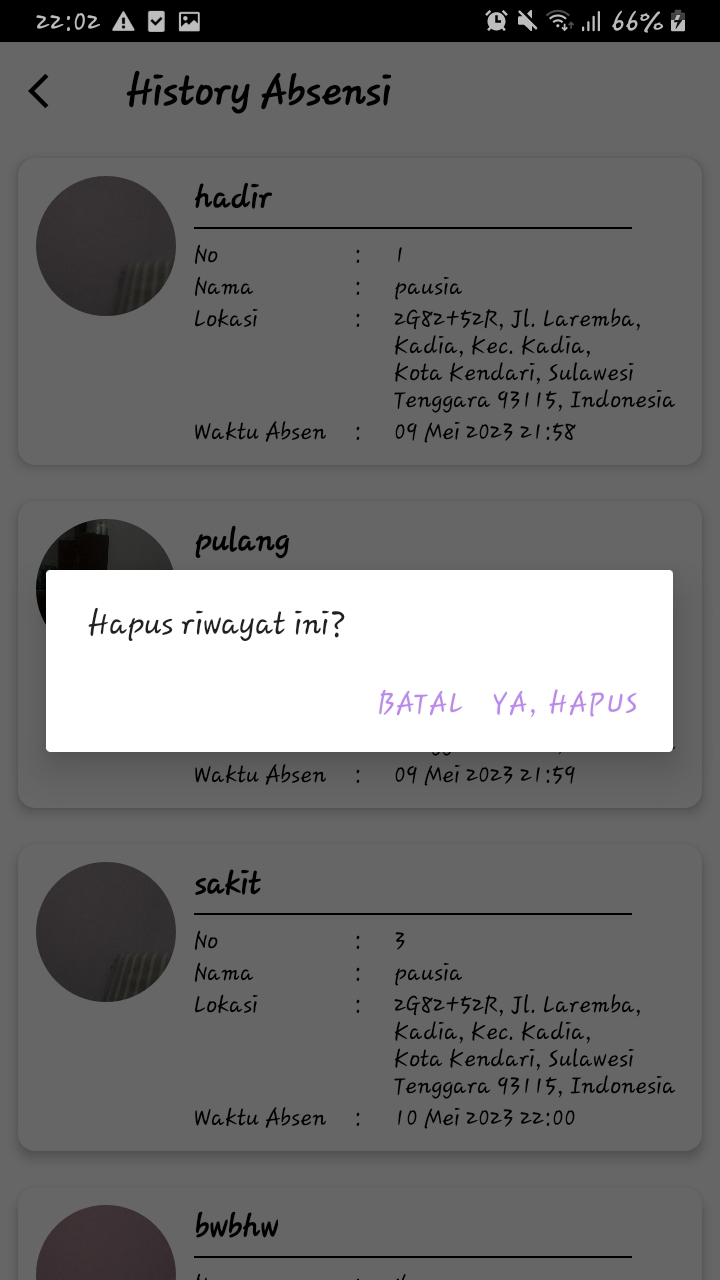 22:02 66%
History Absensi
hadir
No : 1
Nama : pausia
Lokasi : 2G82+52R, Jl. Laremba,
Kadia, Kec. Kadia,
Kota Kendari, Sulawesi
Tenggara 93115, Indonesia
Waktu Absen : 09 Mei 2023 21:58
pulang
Hapus riwayat ini?
BATAL YA, HAPUS
Waktu Absen : 09 Mei 2023 21:59
sakit
No : 3
Nama : pausia
Lokasi : 2G82+52R, Jl. Laremba,
Kadia, Kec. Kadia,
Kota Kendari, Sulawesi
Tenggara 93115, Indonesia
Waktu Absen : 10 Mei 2023 22:00
bwbhw